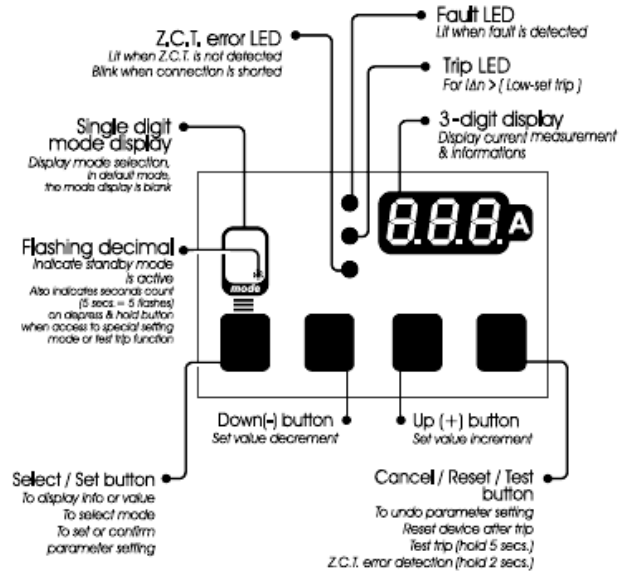 Z.C.T. error LED
Lit when Z.C.T. is not detected
Blink when connection is shorted
Fault LED
Lit when fault is detected
Trip LED
For I∆n > ( Low-set trip )
3-digit display
Display current measurement
& informations
Single digit
mode display
Display mode selection,
in default mode,
the mode display is blank
Flashing decimal
Indicate standby mode
is active
Also indicates seconds count
(5 secs. = 5 flashes)
on depress & hold button
when access to special setting
mode or test trip function
8.8.8. A
mode
Down(-) button
Set value decrement
Up (+) button
Set value increment
Select / Set button
To display info or value
To select mode
To set or confirm
parameter setting
Cancel / Reset / Test
button
To undo parameter setting
Reset device after trip
Test trip (hold 5 secs.)
Z.C.T. error detection (hold 2 secs.)